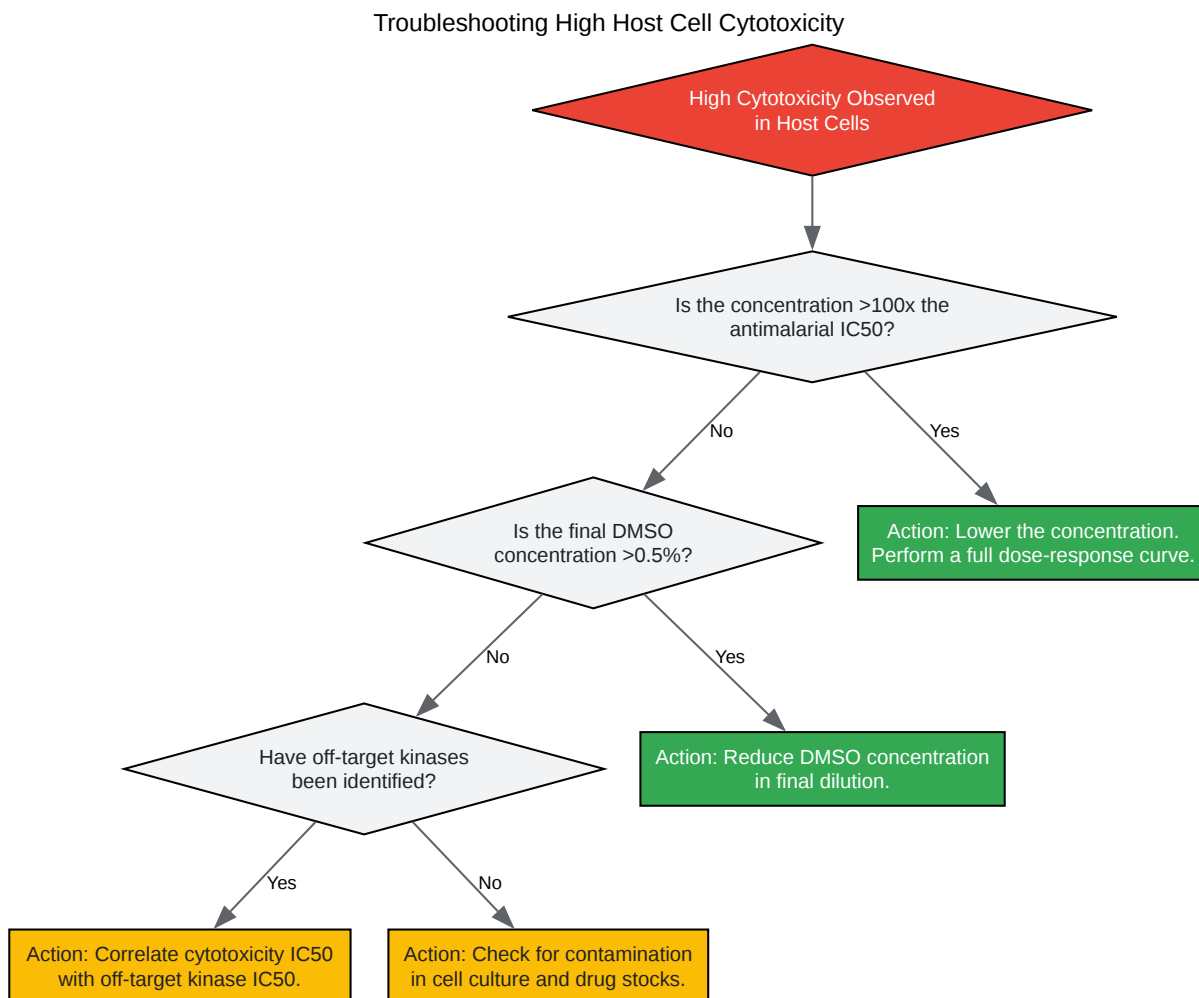 Troubleshooting High Host Cell Cytotoxicity
High Cytotoxicity Observed
in Host Cells
Is the concentration >100x the
antimalarial IC50?
No
Yes
Is the final DMSO
concentration >0.5%?
Action: Lower the concentration.
Perform a full dose-response curve.
No
Yes
Have off-target kinases
been identified?
Action: Reduce DMSO concentration
in final dilution.
Yes
No
Action: Correlate cytotoxicity IC50
with off-target kinase IC50.
Action: Check for contamination
in cell culture and drug stocks.